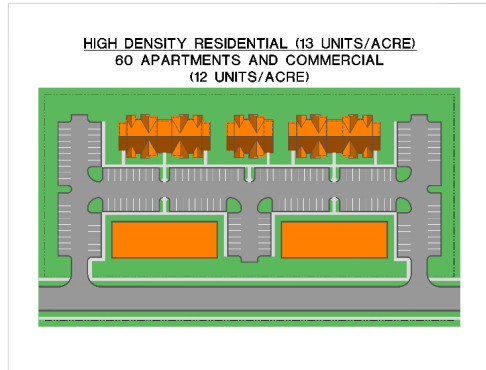 HIGH DENSITY RESIDENTIAL (13 UNITS/ACRE)
60 APARTMENTS AND COMMERCIAL
(12 UNITS/ACRE)